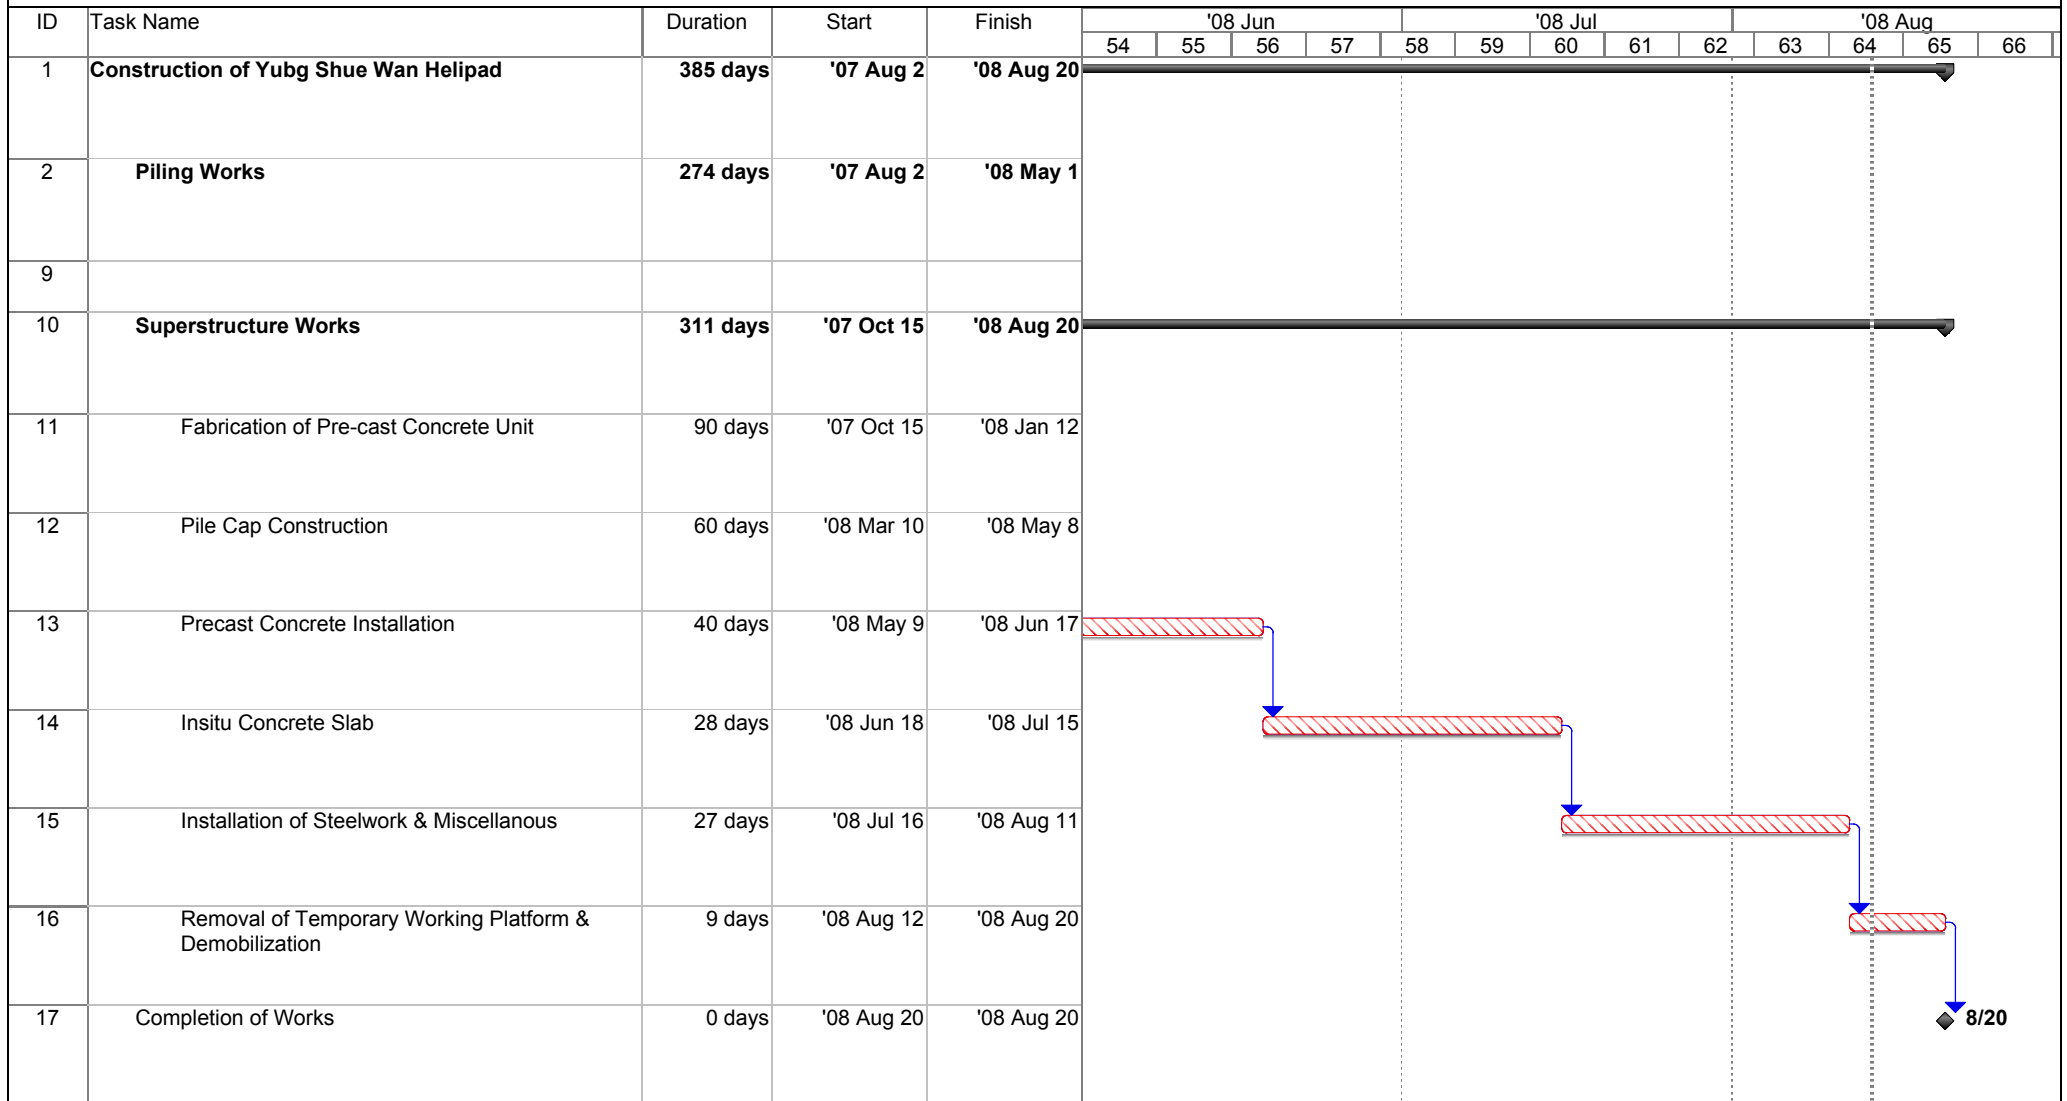 ID Task Name Duration Start Finish '08 Jun '08 Jul '08 Aug
54 55 56 57 58 59 60 61 62 63 64 65 66
1 Construction of Yubg Shue Wan Helipad 385 days '07 Aug 2 '08 Aug 20
2 Piling Works 274 days '07 Aug 2 '08 May 1
9
10 Superstructure Works 311 days '07 Oct 15 '08 Aug 20
11 Fabrication of Pre-cast Concrete Unit 90 days '07 Oct 15 '08 Jan 12
12 Pile Cap Construction 60 days '08 Mar 10 '08 May 8
13 Precast Concrete Installation 40 days '08 May 9 '08 Jun 17
14 Insitu Concrete Slab 28 days '08 Jun 18 '08 Jul 15
15 Installation of Steelwork & Miscellanous 27 days '08 Jul 16 '08 Aug 11
16 Removal of Temporary Working Platform & 9 days '08 Aug 12 '08 Aug 20
Demobilization
17 Completion of Works 0 days '08 Aug 20 '08 Aug 20 8/20